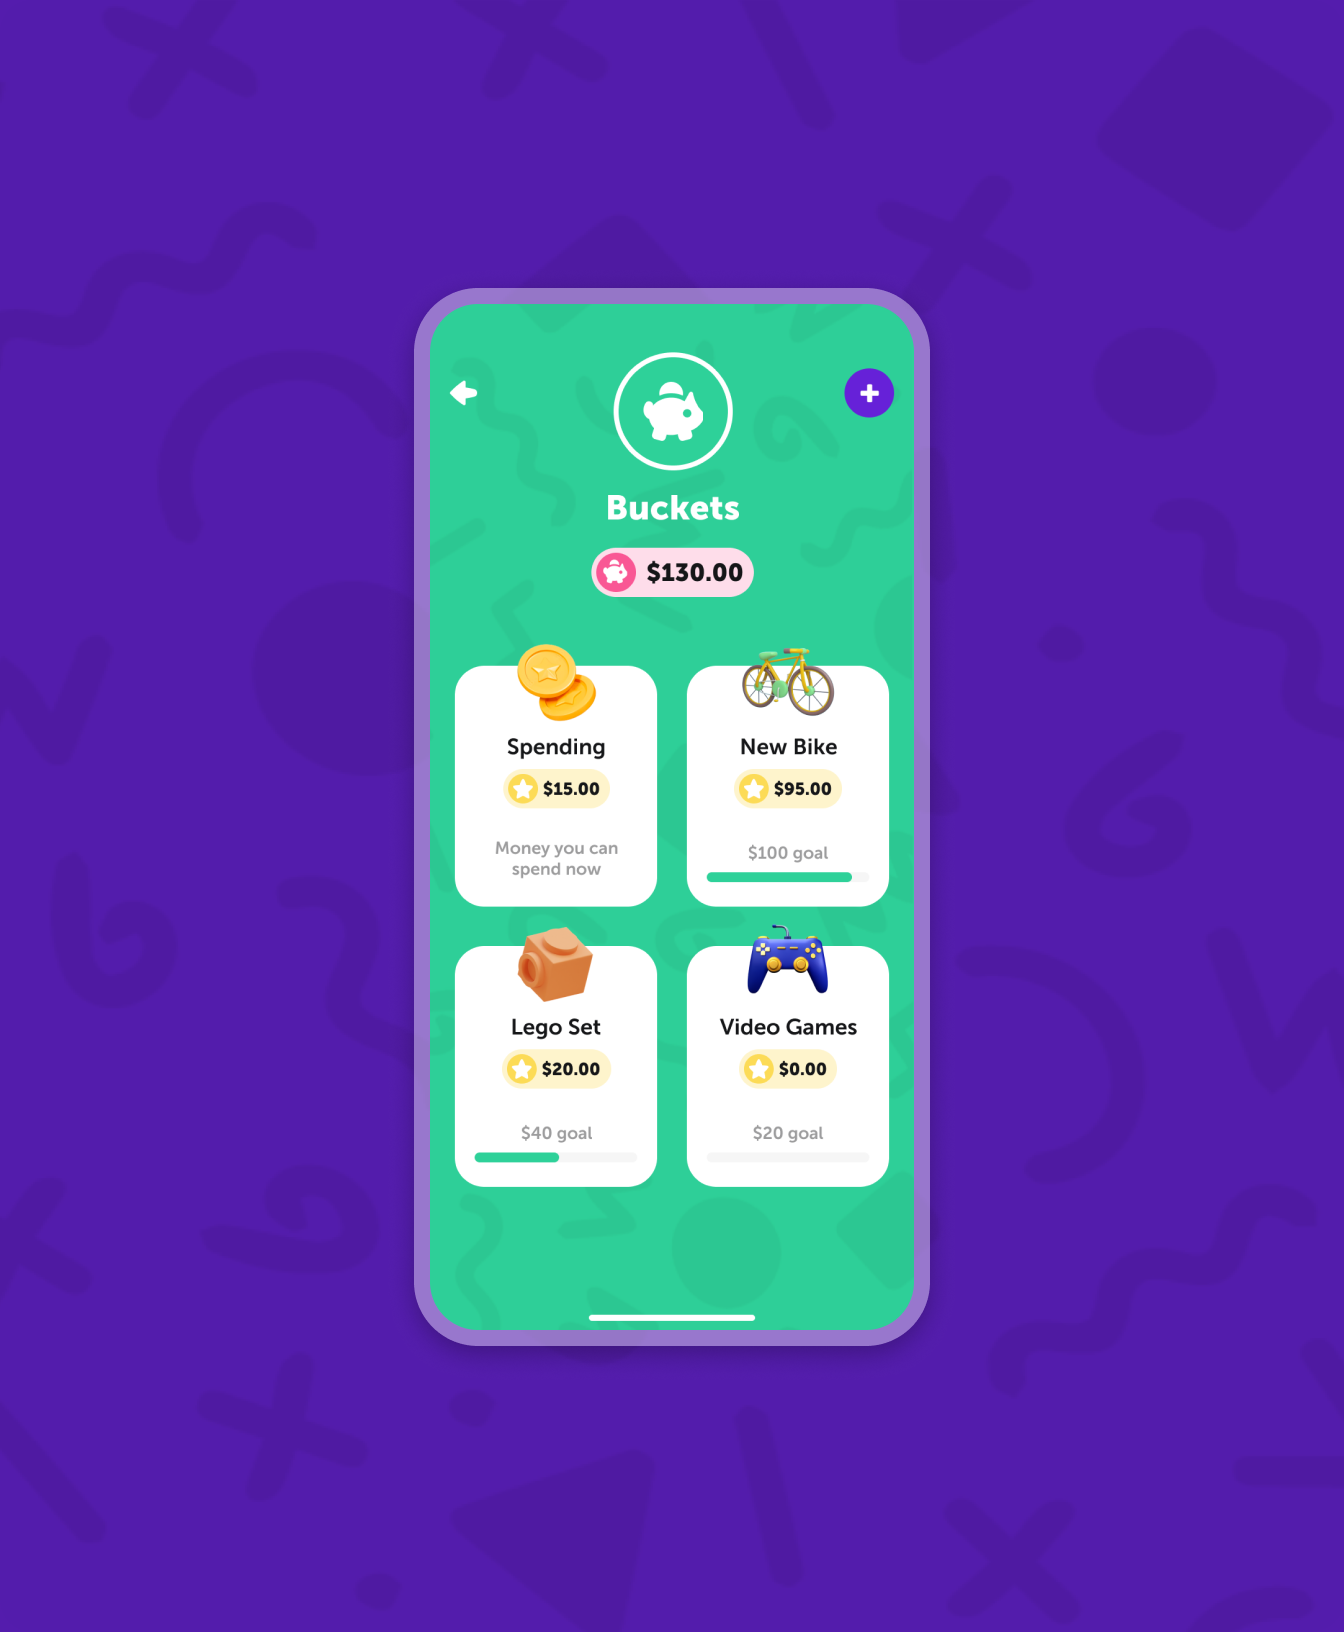 Buckets
$130.00
Spending
$15.00
Money you can
spend now
New Bike
$95.00
$100 goal
Lego Set
$20.00
$40 goal
Video Games
$0.00
$20 goal